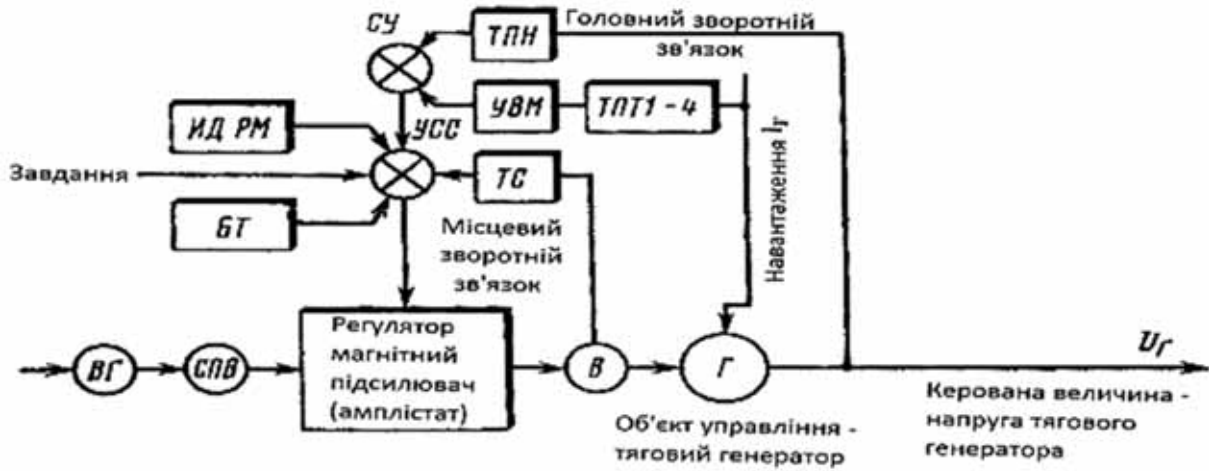 СУ
ТПН
Головний зворотній
зв'язок
УВМ
ТПТ1-4
УСС
ИД РМ
Завдання
ТС
БТ
Місцевий
зворотній
зв'язок
Навантаження Iг
Регулятор
магнітний
підсилювач
(амплістат)
ВГ
СПВ
В
Г
Uг
Об'єкт управління -
тяговий генератор
Керована величина -
напруга тягового
генератора